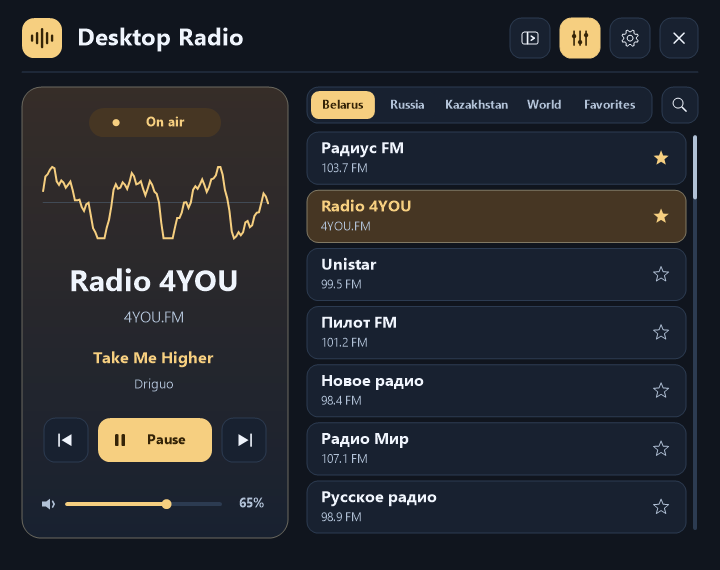 Desktop Radio
On air
Radio 4YOU
4YOU.FM
Take Me Higher
Driguo
Pause
65%
Belarus Russia Kazakhstan World Favorites
Радиус FM
103.7 FM
Radio 4YOU
4YOU.FM
Unistar
99.5 FM
Пилот FM
101.2 FM
Новое радио
98.4 FM
Радио Мир
107.1 FM
Русское радио
98.9 FM